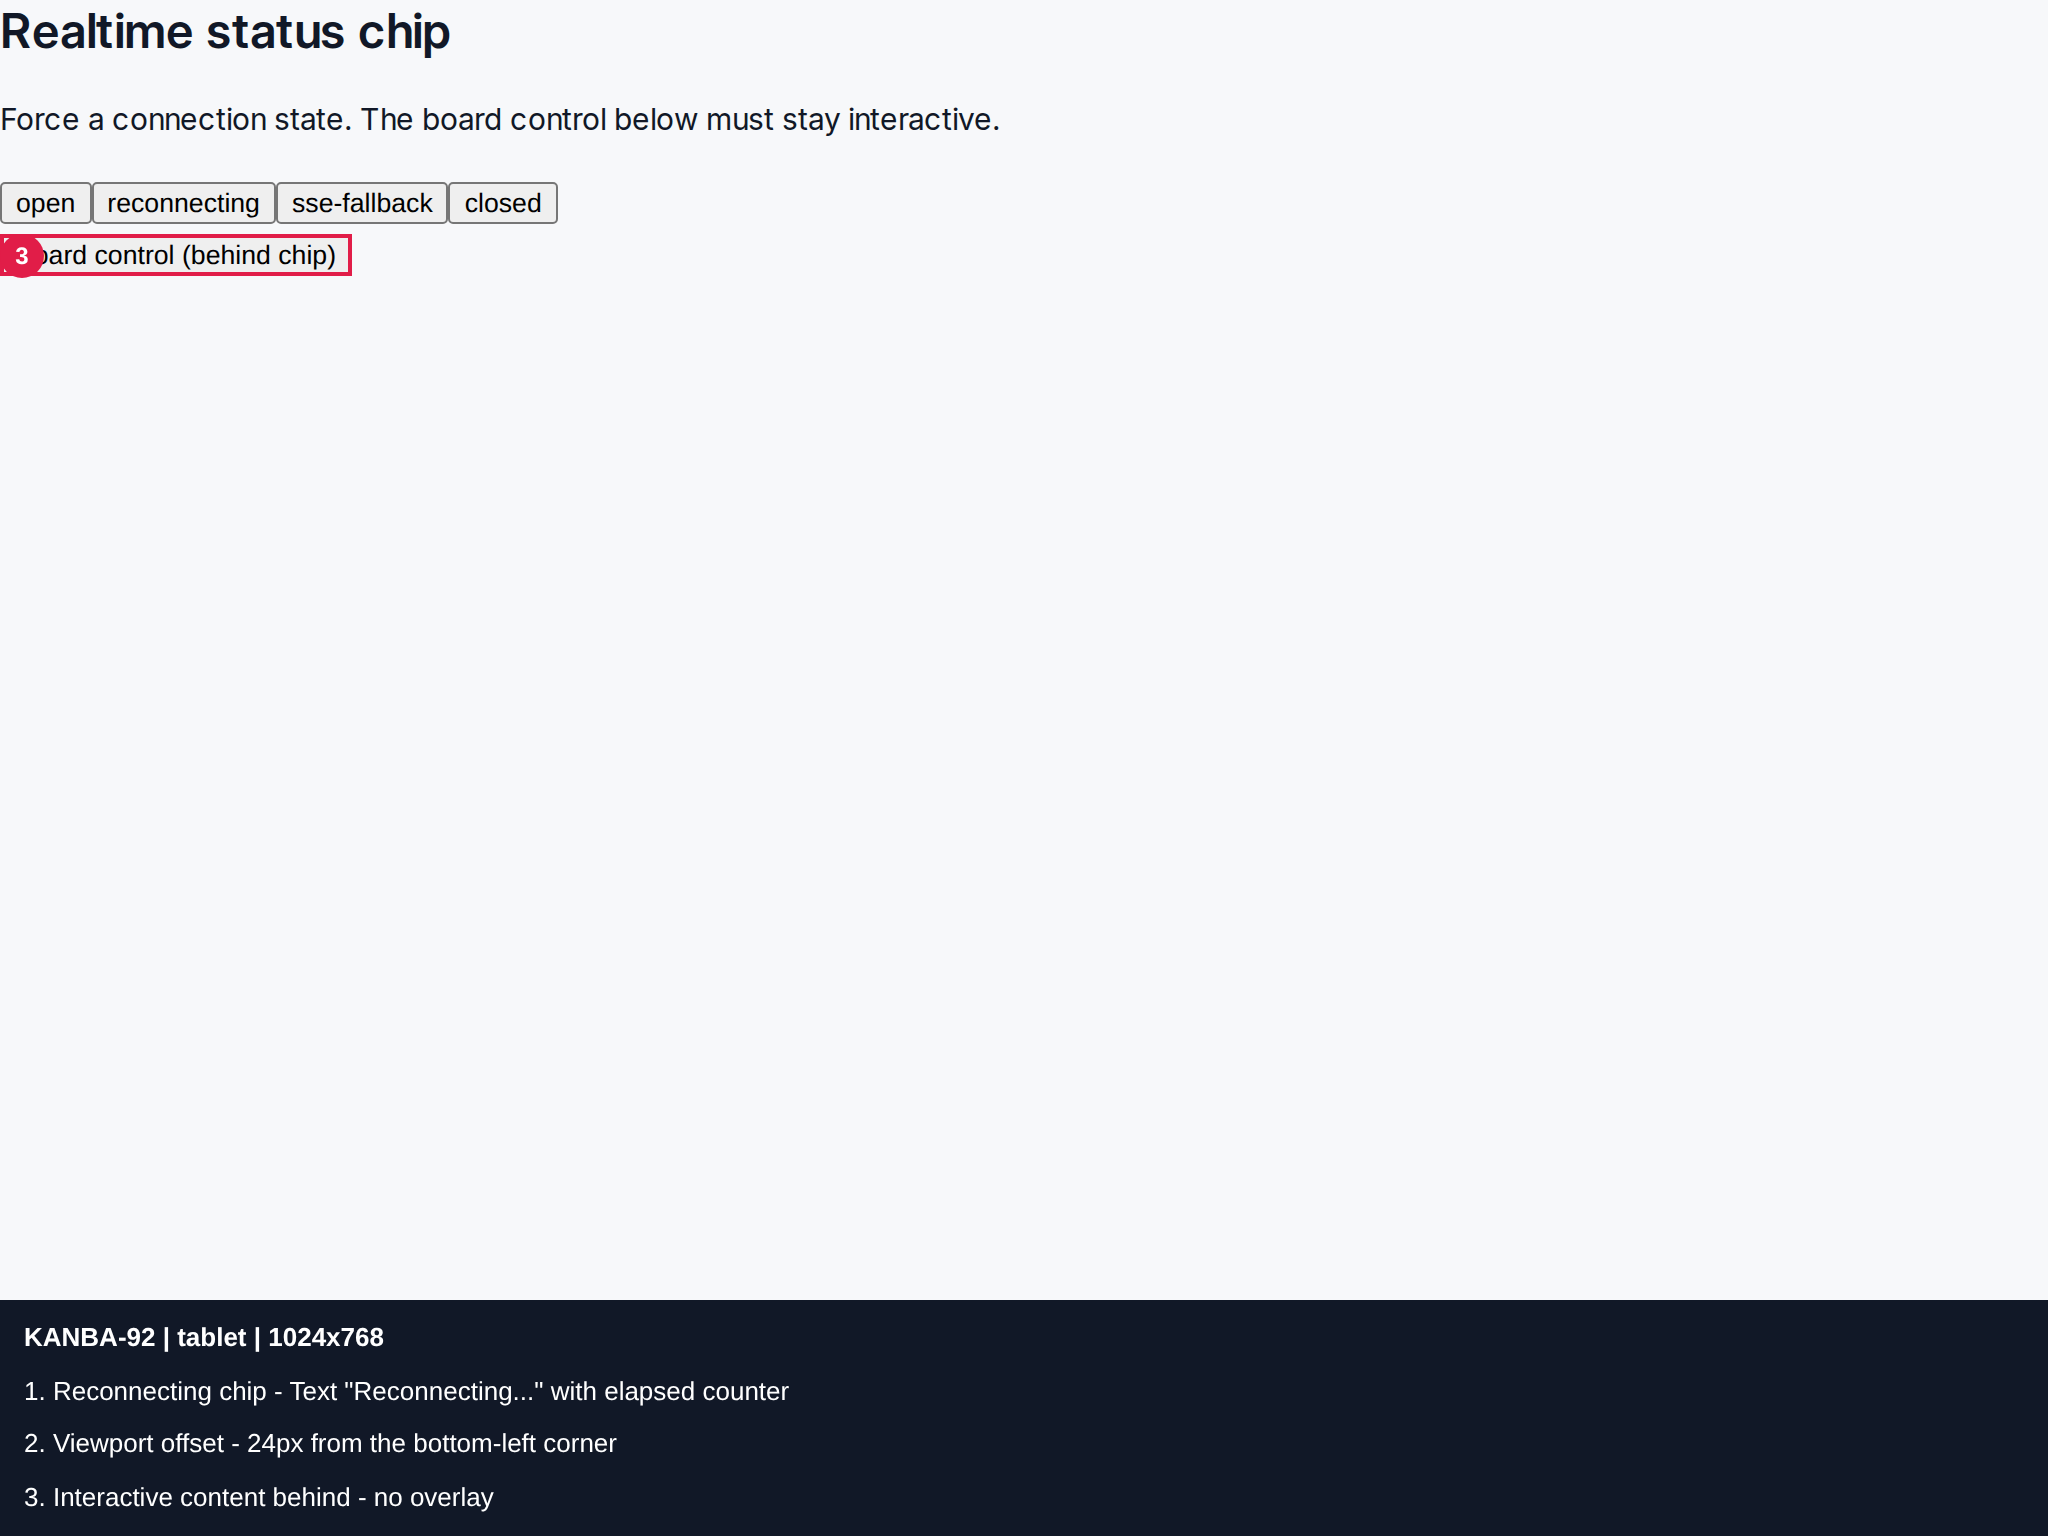 Realtime status chip
Force a connection state. The board control below must stay interactive.
open reconnecting sse-fallback closed
3 ard control (behind chip)
KANBA-92 | tablet | 1024x768
1. Reconnecting chip - Text "Reconnecting..." with elapsed counter
2. Viewport offset - 24px from the bottom-left corner
3. Interactive content behind - no overlay